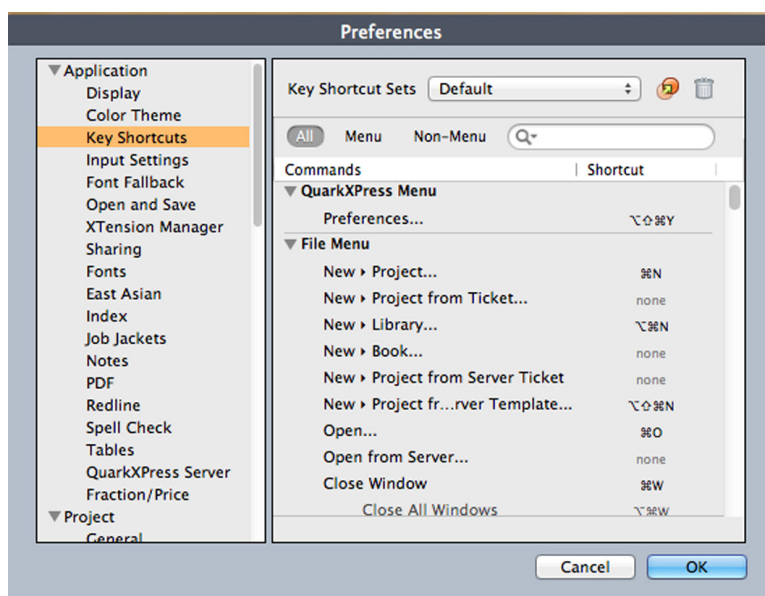 Preferences
Application
Display
Color Theme
Key Shortcuts
Input Settings
Font Fallback
Open and Save
XTension Manager
Sharing
Fonts
East Asian
Index
Job Jackets
Notes
PDF
Redline
Spell Check
Tables
QuarkXPress Server
Fraction/Price
Project
General
Key Shortcut Sets Default
All Menu Non-Menu
Commands Shortcut
QuarkXPress Menu
Preferences... ⌥⇧⌘Y
File Menu
New ▸ Project... ⌘N
New ▸ Project from Ticket... none
New ▸ Library... ⌥⌘N
New ▸ Book... none
New ▸ Project from Server Ticket none
New ▸ Project fr...rver Template... ⌥⇧⌘N
Open... ⌘O
Open from Server... none
Close Window ⌘W
Close All Windows ⌥⌘W
Cancel OK